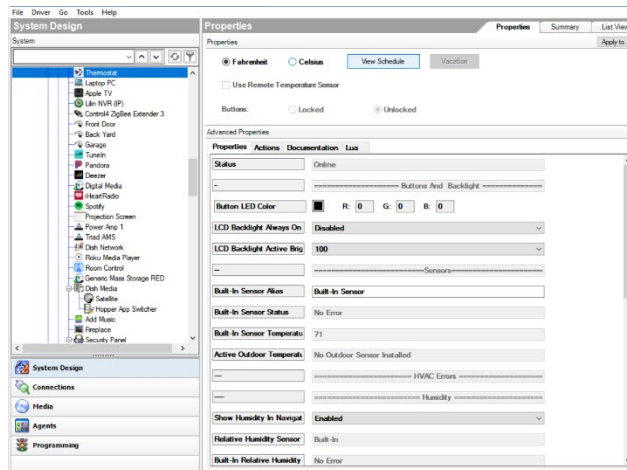 File Driver Go Tools Help
System Design
System
Thermostat
Laptop PC
Apple TV
Lilin NVR (IP)
Control4 ZigBee Extender 3
Front Door
Back Yard
Garage
TuneIn
Pandora
Deezer
Digital Media
iHeartRadio
Spotify
Projection Screen
Power Amp 1
Triad AMS
Dish Network
Roku Media Player
Room Control
Generic Mass Storage RED
Dish Media
Satellite
Hopper App Switcher
Add Music
Fireplace
Security Panel
System Design
Connections
Media
Agents
Programming
Properties
Properties Summary List View
Properties
Apply to
Fahrenheit Celsius View Schedule Vacation
Use Remote Temperature Sensor
Buttons: Locked Unlocked
Advanced Properties
Properties Actions Documentation Lua
Status Online
- ==================== Buttons And Backlight ====================
Button LED Color R: 0 G: 0 B: 0
LCD Backlight Always On Disabled
LCD Backlight Active Brig 100
-- ====================Sensors====================
Built-In Sensor Alias Built-In Sensor
Built-In Sensor Status No Error
Built-In Sensor Temperatu 71
Active Outdoor Temperatu No Outdoor Sensor Installed
--- ==================== HVAC Errors ====================
---- ==================== Humidity ====================
Show Humidity In Navigat Enabled
Relative Humidity Sensor Built-In
Built-In Relative Humidity No Error